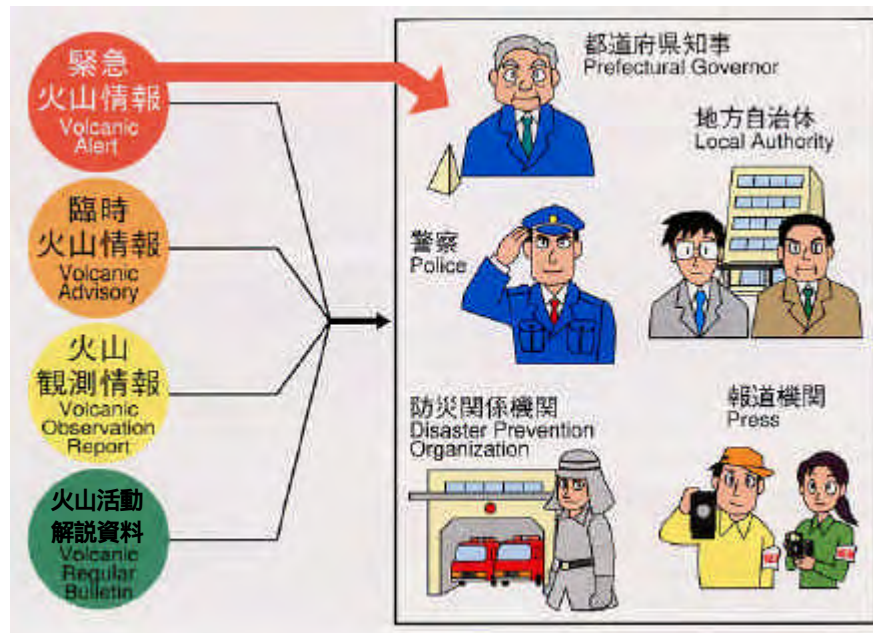 緊急
火山情報
Volcanic
Alert
臨時
火山情報
Volcanic
Advisory
火山
観測情報
Volcanic
Observation
Report
火山活動
解説資料
Volcanic
Regular
Bulletin
都道府県知事
Prefectural Governor
地方自治体
Local Authority
警察
Police
防災関係機関
Disaster Prevention
Organization
報道機関
Press